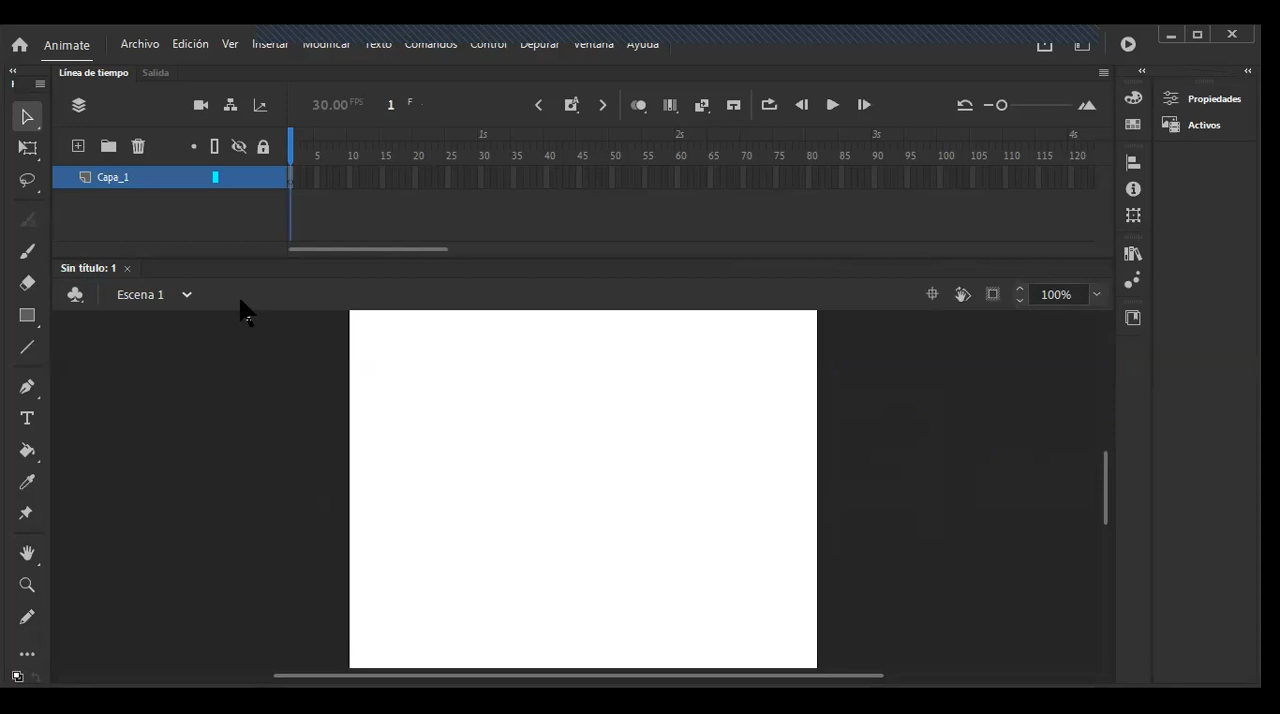 Animate Archivo Edición Ver Insertar Modificar Texto Comandos Control Depurar Ventana Ayuda
Línea de tiempo Salida
30.00 FPS 1 F
Propiedades
Activos
1s 2s 3s 4s
5 10 15 20 25 30 35 40 45 50 55 60 65 70 75 80 85 90 95 100 105 110 115 120
Capa_1
Sin título: 1
Escena 1 100%